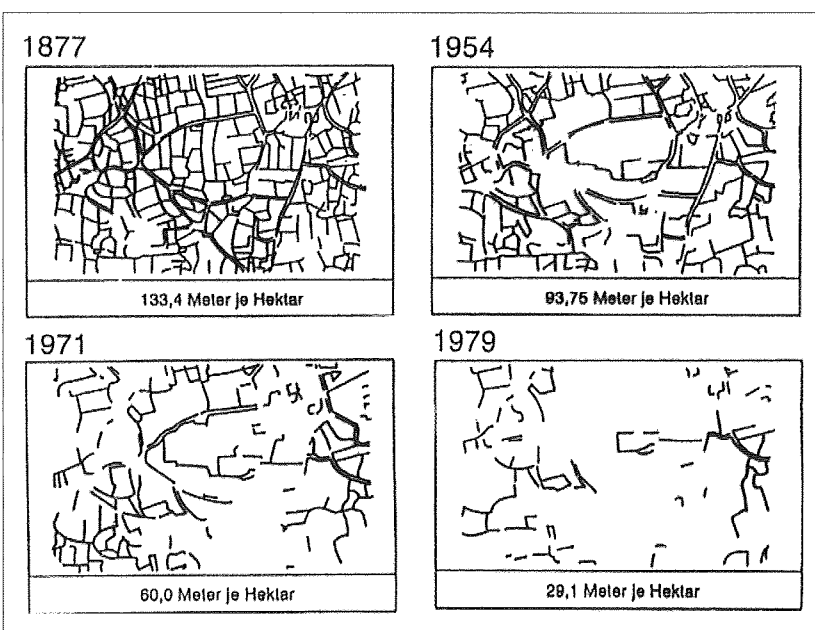 1877
1954
133,4 Meter je Hektar
93,75 Meter je Hektar
1971
1979
60,0 Meter je Hektar
29,1 Meter je Hektar